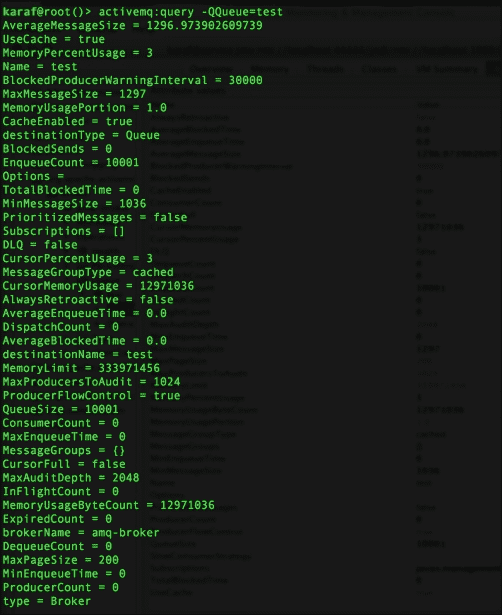 karaf@root()> activemq:query -QQueue=test
AverageMessageSize = 1296.973902609739
UseCache = true
MemoryPercentUsage = 3
Name = test
BlockedProducerWarningInterval = 30000
MaxMessageSize = 1297
MemoryUsagePortion = 1.0
CacheEnabled = true
destinationType = Queue
BlockedSends = 0
EnqueueCount = 10001
Options =
TotalBlockedTime = 0
MinMessageSize = 1036
PrioritizedMessages = false
Subscriptions = []
DLQ = false
CursorPercentUsage = 3
MessageGroupType = cached
CursorMemoryUsage = 12971036
AlwaysRetroactive = false
AverageEnqueueTime = 0.0
DispatchCount = 0
AverageBlockedTime = 0.0
destinationName = test
MemoryLimit = 333971456
MaxProducersToAudit = 1024
ProducerFlowControl = true
QueueSize = 10001
ConsumerCount = 0
MaxEnqueueTime = 0
MessageGroups = {}
CursorFull = false
MaxAuditDepth = 2048
InFlightCount = 0
MemoryUsageByteCount = 12971036
ExpiredCount = 0
brokerName = amq-broker
DequeueCount = 0
MaxPageSize = 200
MinEnqueueTime = 0
ProducerCount = 0
type = Broker